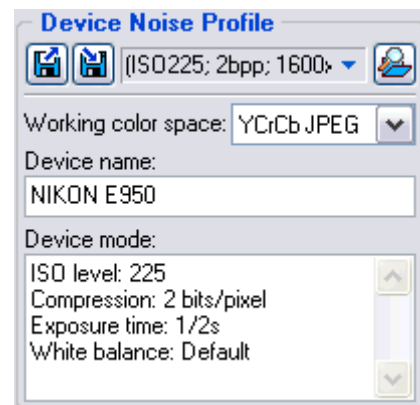 Device Noise Profile
(ISO225; 2bpp; 1600x
Working color space: YCrCb JPEG
Device name:
NIKON E950
Device mode:
ISO level: 225
Compression: 2 bits/pixel
Exposure time: 1/2s
White balance: Default